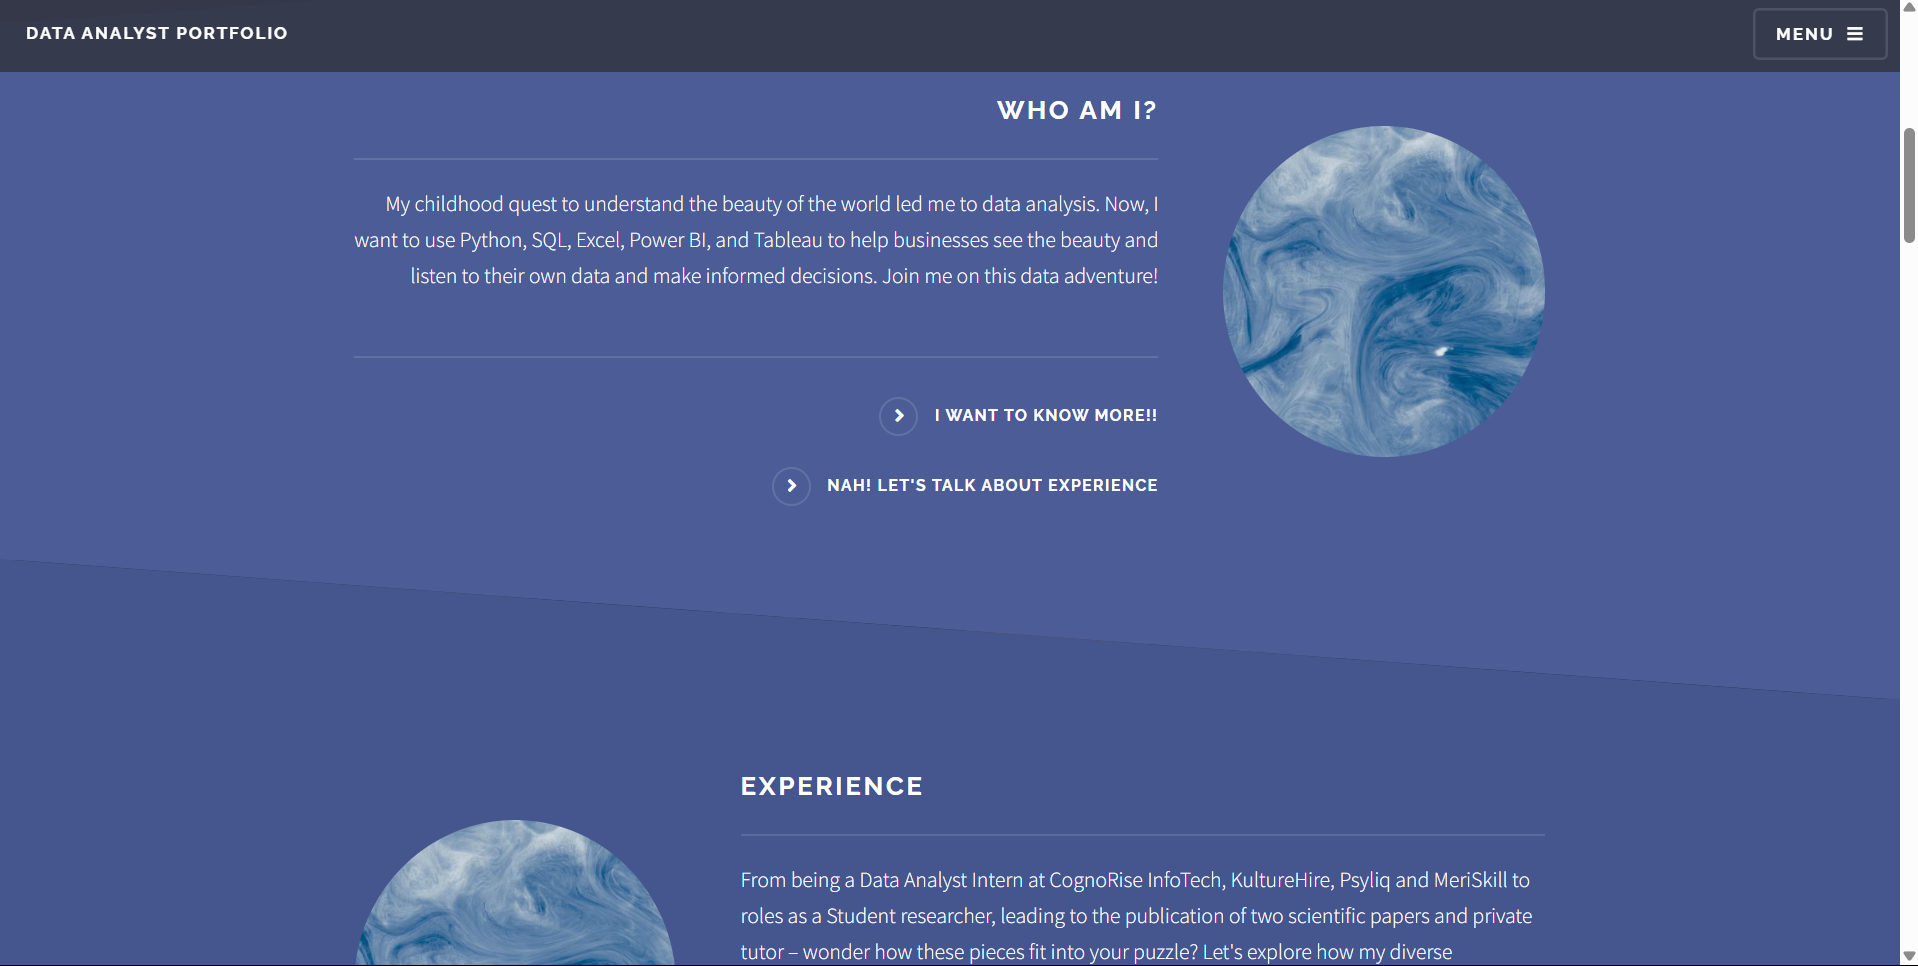 DATA ANALYST PORTFOLIO
MENU
WHO AM I?
My childhood quest to understand the beauty of the world led me to data analysis. Now, I
want to use Python, SQL, Excel, Power BI, and Tableau to help businesses see the beauty and
listen to their own data and make informed decisions. Join me on this data adventure!
I WANT TO KNOW MORE!!
NAH! LET'S TALK ABOUT EXPERIENCE
EXPERIENCE
From being a Data Analyst Intern at CognoRise InfoTech, KultureHire, Psyliq and MeriSkill to
roles as a Student researcher, leading to the publication of two scientific papers and private
tutor – wonder how these pieces fit into your puzzle? Let's explore how my diverse